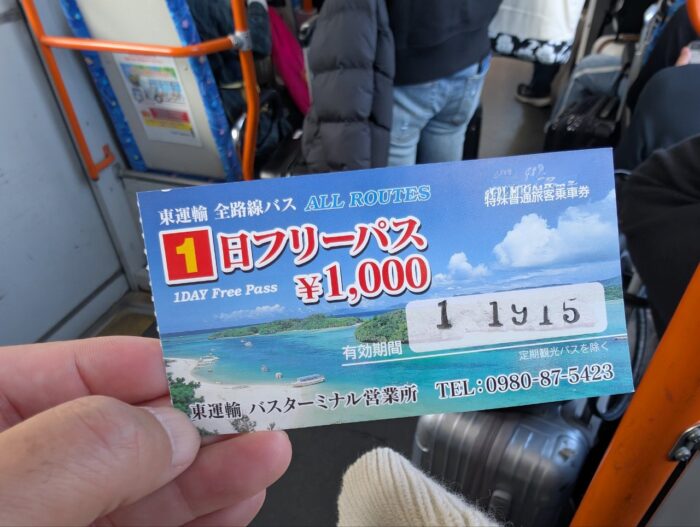 東運輸 全路線バス ALL ROUTES
特殊普通旅客乗車券
1日フリーパス
1DAY Free Pass ¥1,000
1 1915
有効期間
定期観光バスを除く
東運輸 バスターミナル営業所 TEL:0980-87-5423